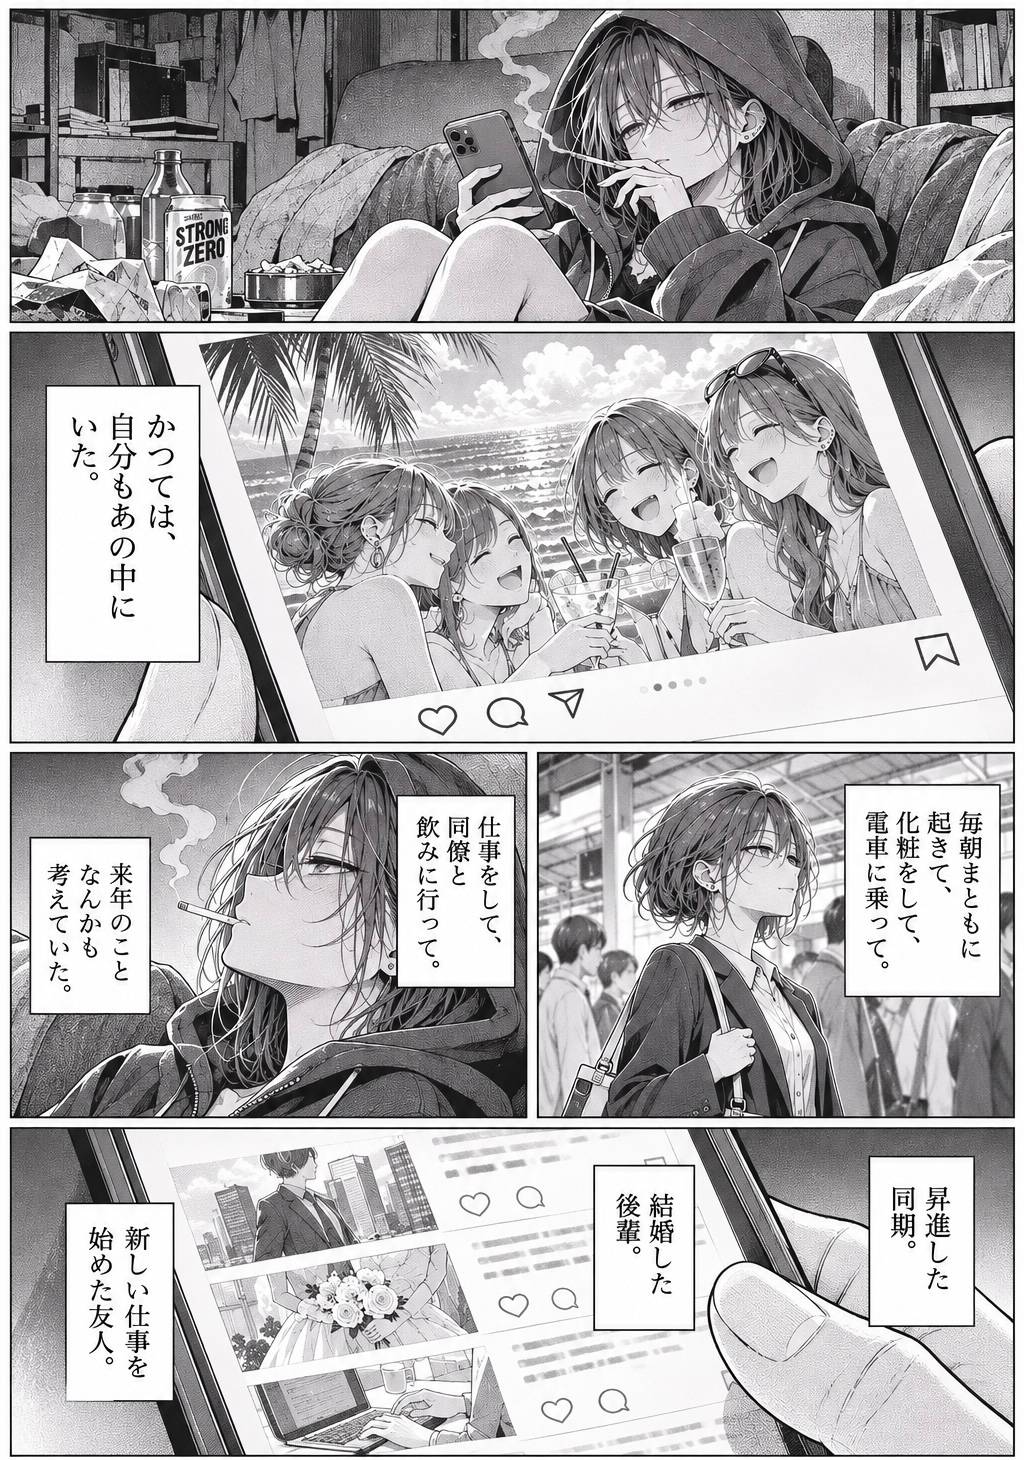 STRONG
ZERO
かつては、
自分もあの中に
いた。
毎朝まともに
起きて、
化粧をして、
電車に乗って。
仕事をして、
同僚と
飲みに行って。
来年のこと
なんかも
考えていた。
昇進した
同期。
結婚した
後輩。
新しい仕事を
始めた友人。